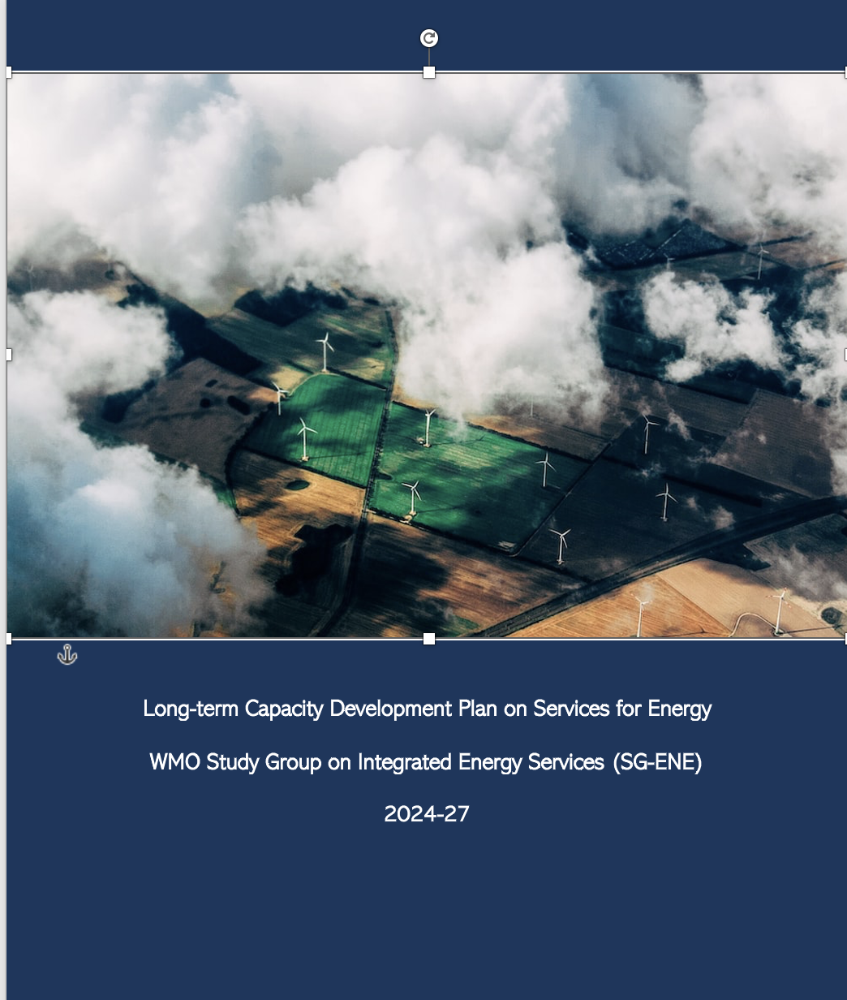 Long-term Capacity Development Plan on Services for Energy
WMO Study Group on Integrated Energy Services (SG-ENE)
2024-27